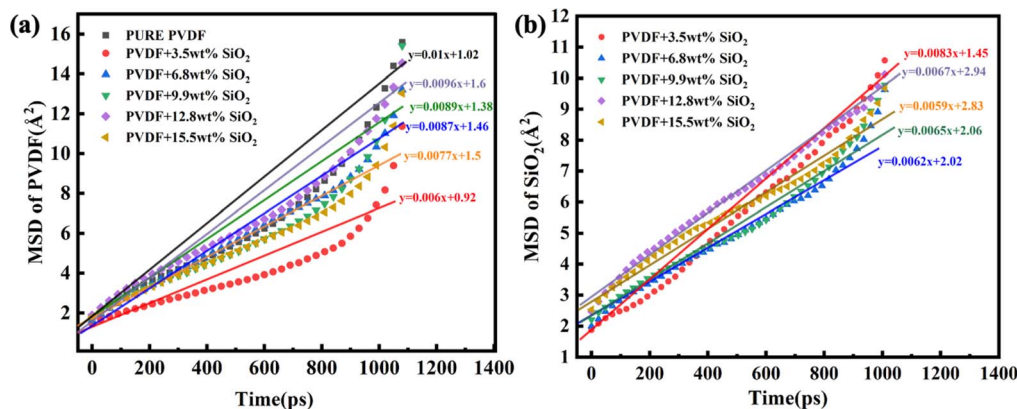 (a)
MSD of PVDF(Å²)
16
14
12
10
8
6
4
2
PURE PVDF
PVDF+3.5wt% SiO₂
PVDF+6.8wt% SiO₂
PVDF+9.9wt% SiO₂
PVDF+12.8wt% SiO₂
PVDF+15.5wt% SiO₂
y=0.01x+1.02
y=0.0096x+1.6
y=0.0089x+1.38
y=0.0087x+1.46
y=0.0077x+1.5
y=0.006x+0.92
0 200 400 600 800 1000 1200 1400
Time(ps)
(b)
MSD of SiO₂(Å²)
12
11
10
9
8
7
6
5
4
3
2
1
PVDF+3.5wt% SiO₂
PVDF+6.8wt% SiO₂
PVDF+9.9wt% SiO₂
PVDF+12.8wt% SiO₂
PVDF+15.5wt% SiO₂
y=0.0083x+1.45
y=0.0067x+2.94
y=0.0059x+2.83
y=0.0065x+2.06
y=0.0062x+2.02
0 200 400 600 800 1000 1200 1400
Time(ps)